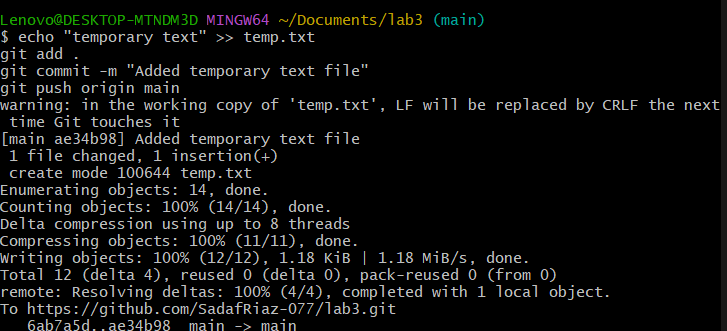 Lenovo@DESKTOP-MTNDM3D MINGW64 ~/Documents/lab3 (main)
$ echo "temporary text" >> temp.txt
git add .
git commit -m "Added temporary text file"
git push origin main
warning: in the working copy of 'temp.txt', LF will be replaced by CRLF the next
 time Git touches it
[main ae34b98] Added temporary text file
 1 file changed, 1 insertion(+)
 create mode 100644 temp.txt
Enumerating objects: 14, done.
Counting objects: 100% (14/14), done.
Delta compression using up to 8 threads
Compressing objects: 100% (11/11), done.
Writing objects: 100% (12/12), 1.18 KiB | 1.18 MiB/s, done.
Total 12 (delta 4), reused 0 (delta 0), pack-reused 0 (from 0)
remote: Resolving deltas: 100% (4/4), completed with 1 local object.
To https://github.com/SadafRiaz-077/lab3.git
   6ab7a5d..ae34b98  main -> main